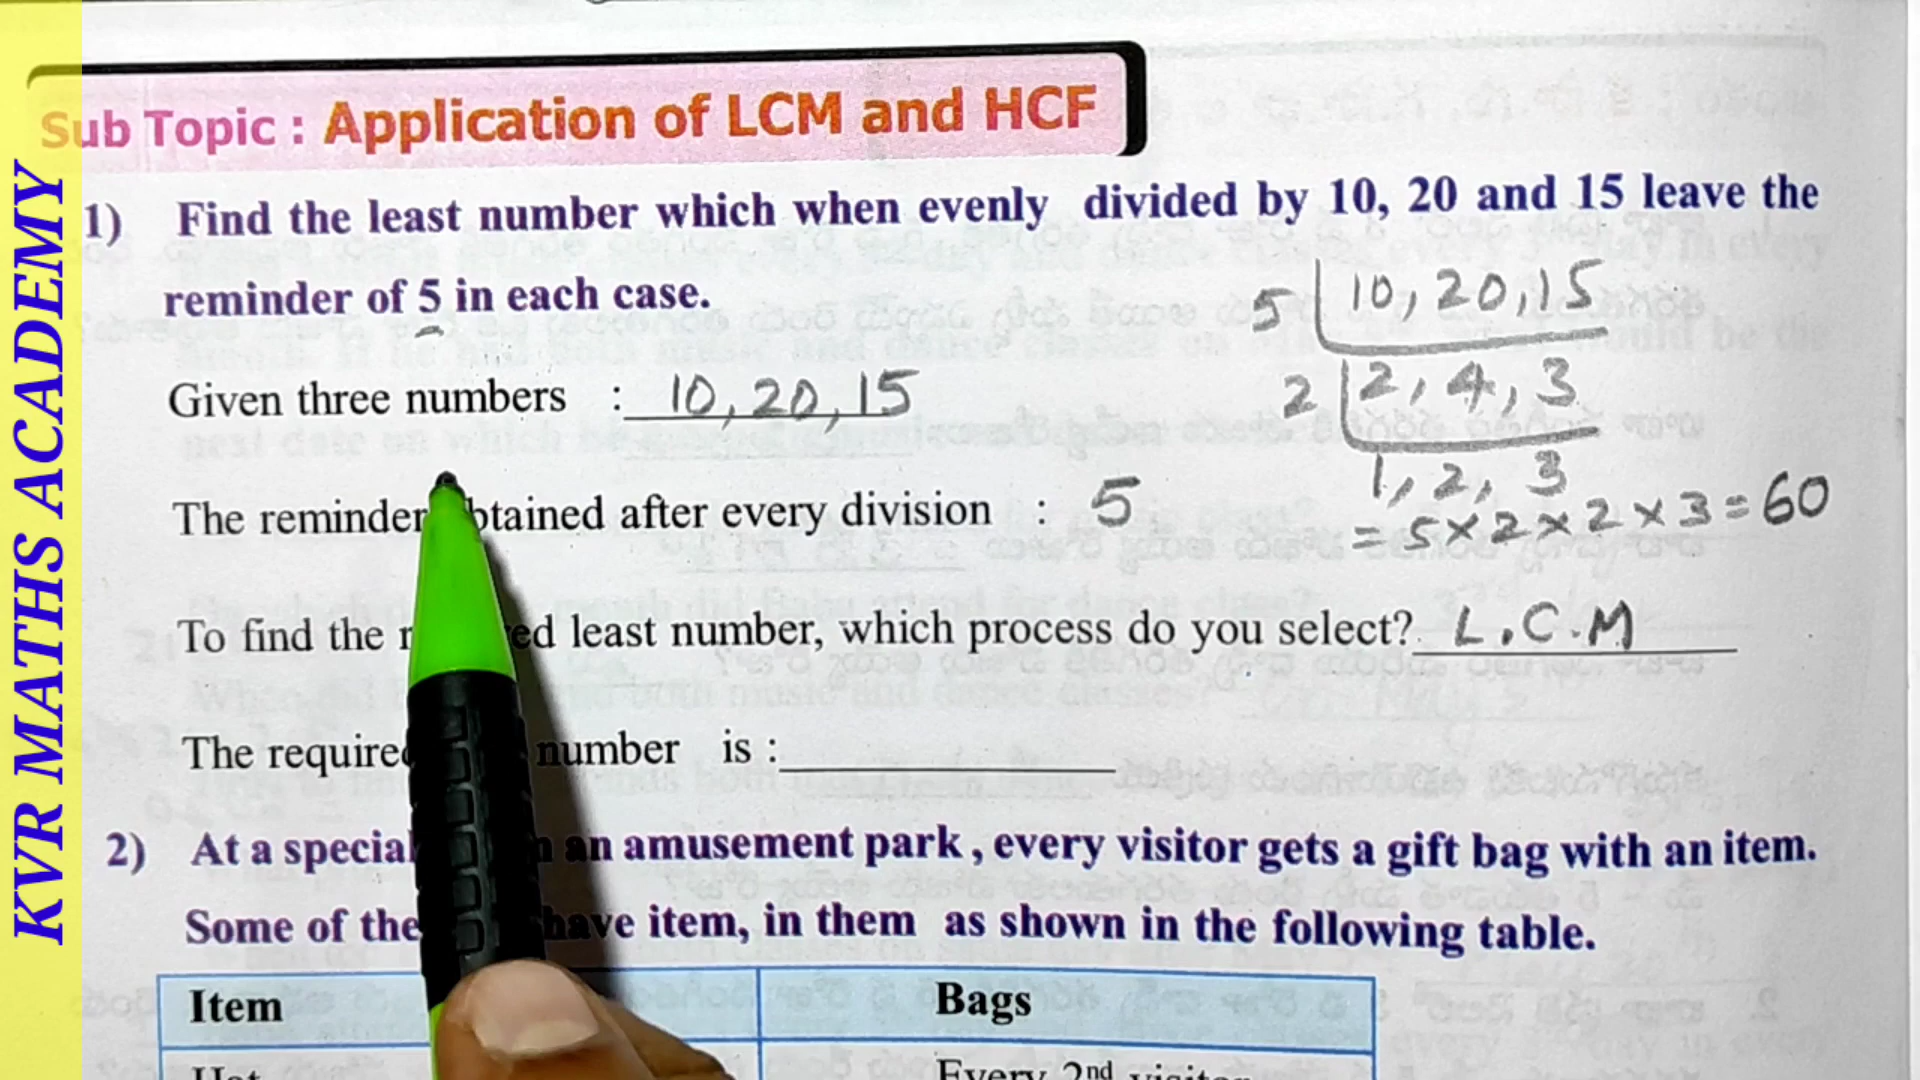 KVR MATHS ACADEMY
Sub Topic : Application of LCM and HCF
1) Find the least number which when evenly divided by 10, 20 and 15 leave the
reminder of 5 in each case.
5 10, 20, 15
2 2, 4, 3
1, 2, 3
= 5 × 2 × 2 × 3 = 60
Given three numbers : 10, 20, 15
The reminder btained after every division : 5
To find the r ed least number, which process do you select? L.C.M
The require number is :
2) At a special an amusement park, every visitor gets a gift bag with an item.
Some of the have item, in them as shown in the following table.
Item Bags
Every 2nd